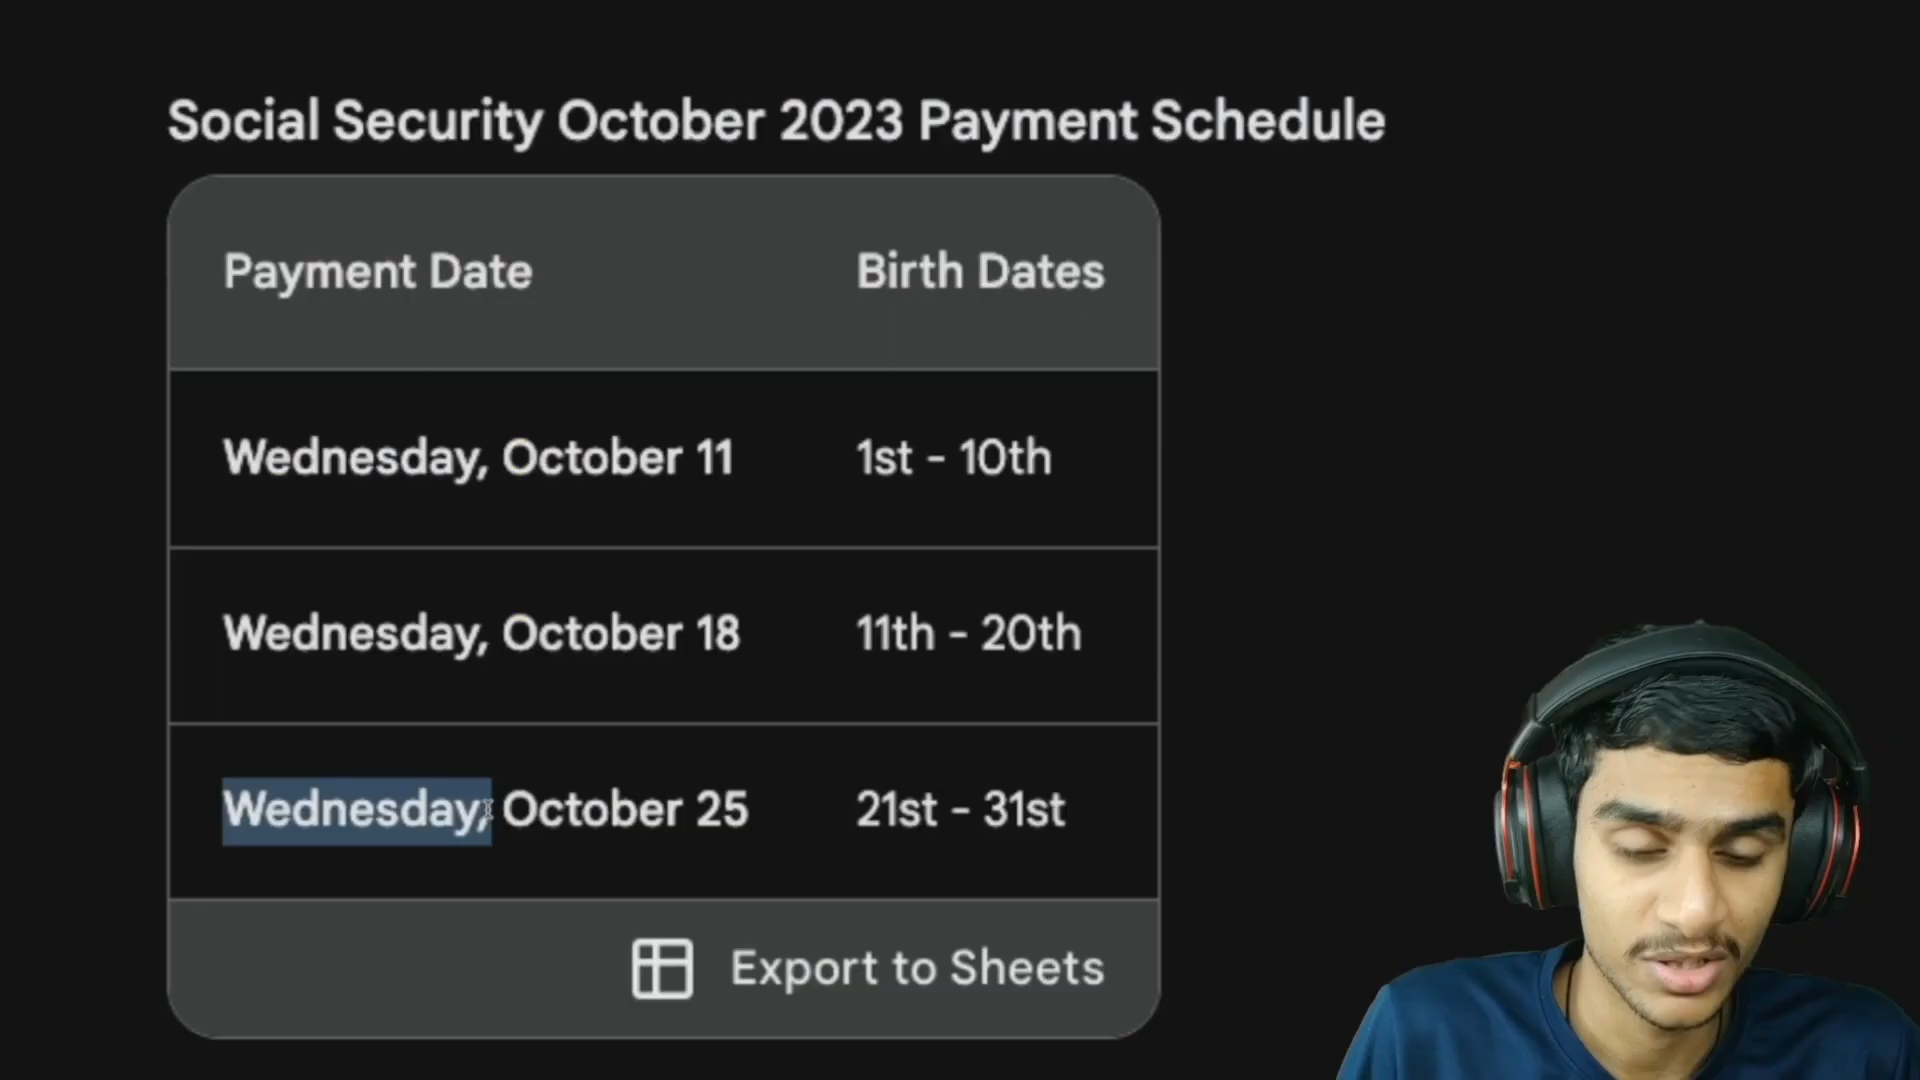 Social Security October 2023 Payment Schedule
Payment Date Birth Dates
Wednesday, October 11 1st - 10th
Wednesday, October 18 11th - 20th
Wednesday, October 25 21st - 31st
Export to Sheets